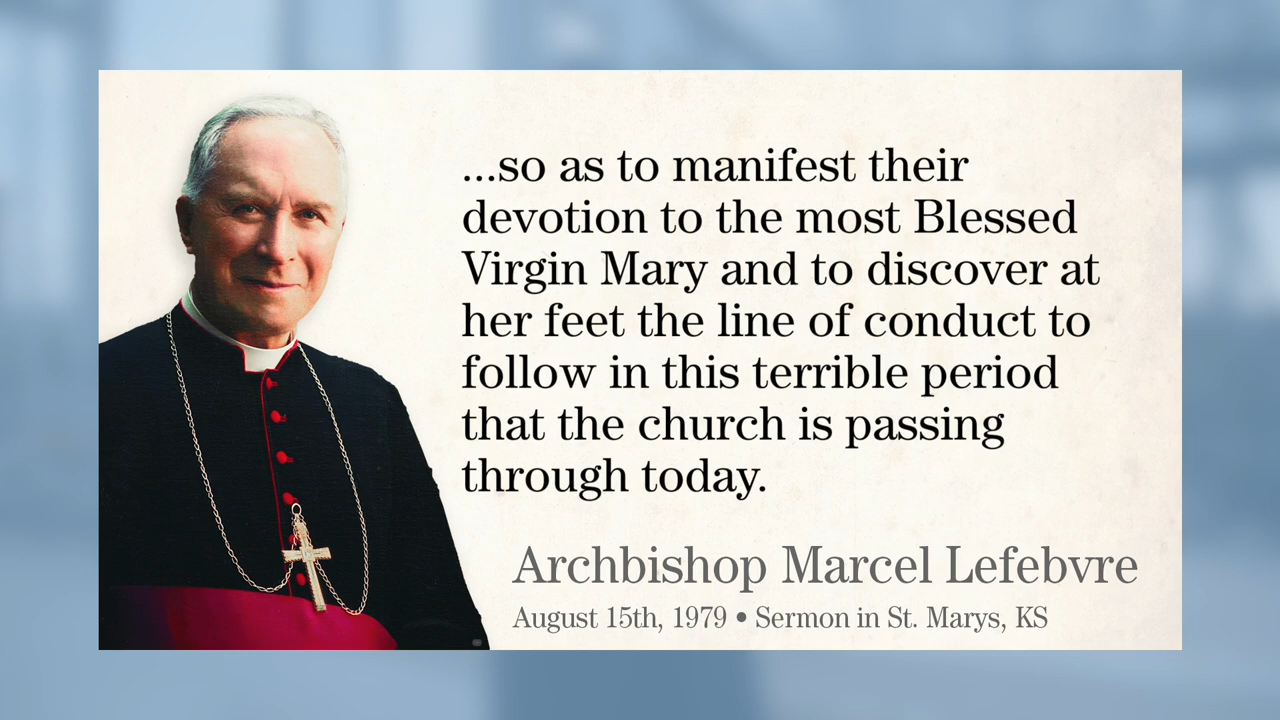 ...so as to manifest their
devotion to the most Blessed
Virgin Mary and to discover at
her feet the line of conduct to
follow in this terrible period
that the church is passing
through today.
Archbishop Marcel Lefebvre
August 15th, 1979 • Sermon in St. Marys, KS